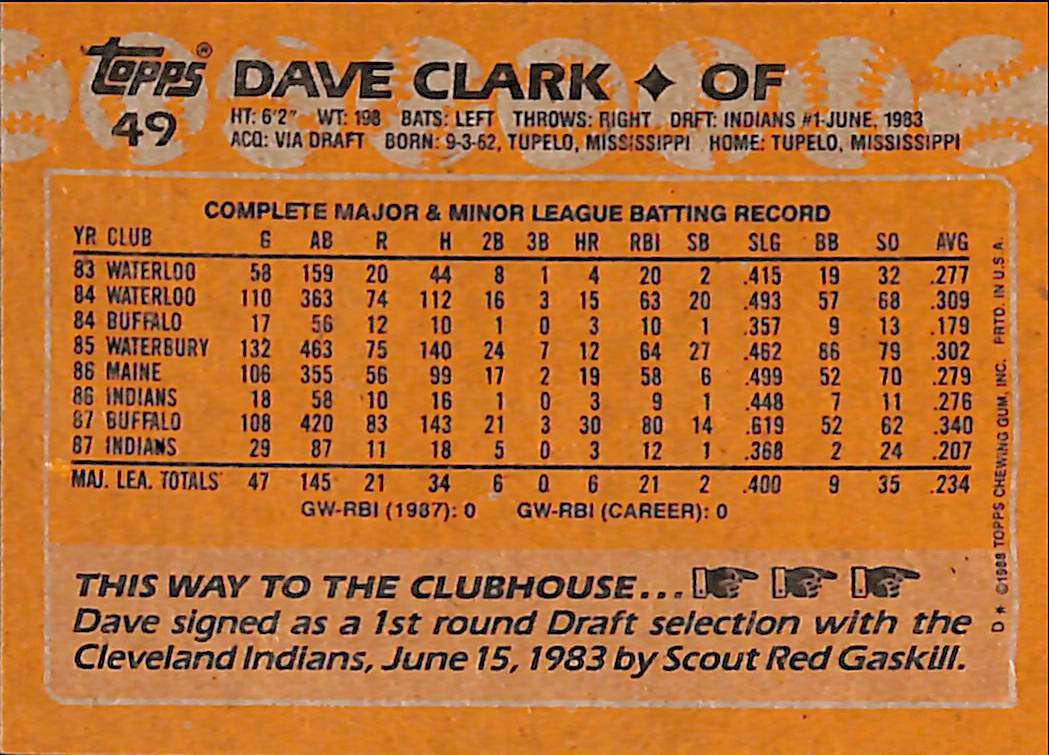 topps® DAVE CLARK ✦ OF
49
HT: 6'2" WT: 198 BATS: LEFT THROWS: RIGHT DRFT: INDIANS #1-JUNE, 1983
ACQ: VIA DRAFT BORN: 9-3-62, TUPELO, MISSISSIPPI HOME: TUPELO, MISSISSIPPI
COMPLETE MAJOR & MINOR LEAGUE BATTING RECORD
YR CLUB G AB R H 2B 3B HR RBI SB SLG BB SO AVG
83 WATERLOO 58 159 20 44 8 1 4 20 2 .415 19 32 .277
84 WATERLOO 110 363 74 112 16 3 15 63 20 .493 57 68 .309
84 BUFFALO 17 56 12 10 1 0 3 10 1 .357 9 13 .179
85 WATERBURY 132 463 75 140 24 7 12 64 27 .462 86 79 .302
86 MAINE 106 355 56 99 17 2 19 58 6 .499 52 70 .279
86 INDIANS 18 58 10 16 1 0 3 9 1 .448 7 11 .276
87 BUFFALO 108 420 83 143 21 3 30 80 14 .619 52 62 .340
87 INDIANS 29 87 11 18 5 0 3 12 1 .368 2 24 .207
MAJ. LEA. TOTALS 47 145 21 34 6 0 6 21 2 .400 9 35 .234
GW-RBI (1987): 0 GW-RBI (CAREER): 0
THIS WAY TO THE CLUBHOUSE...
Dave signed as a 1st round Draft selection with the
Cleveland Indians, June 15, 1983 by Scout Red Gaskill.
D * ©1988 TOPPS CHEWING GUM, INC. PRTD. IN U.S.A.